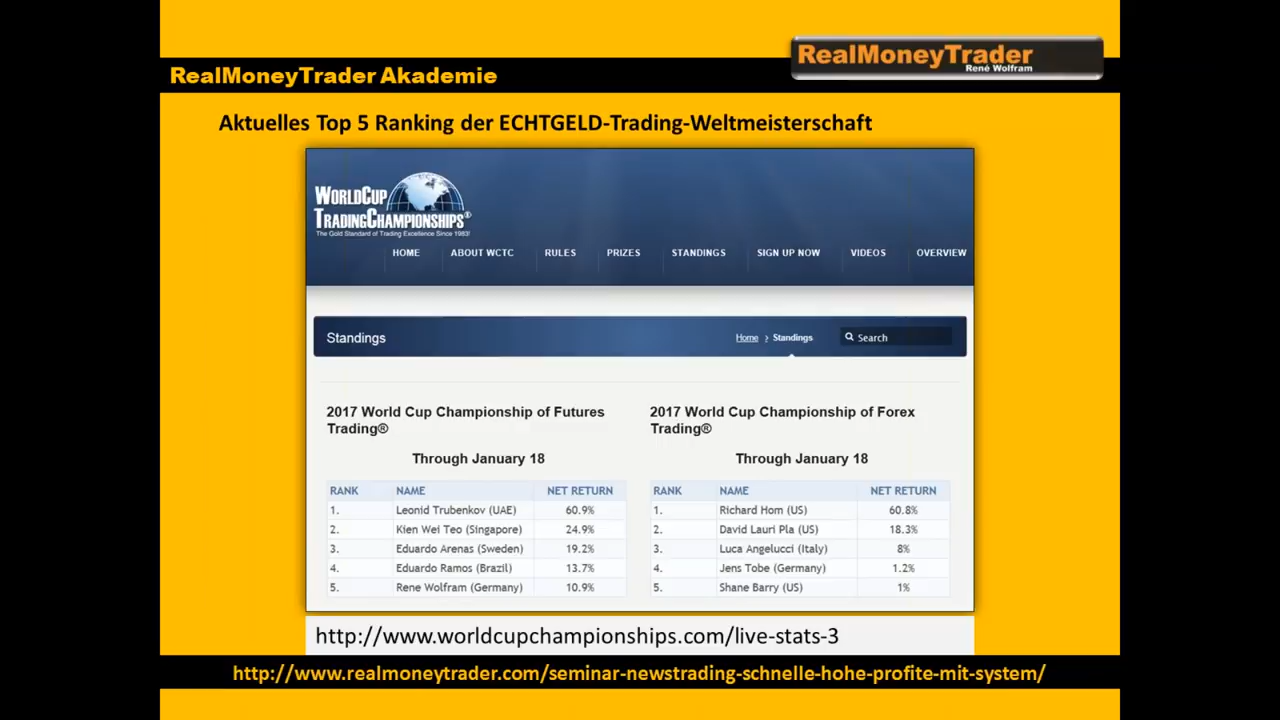 RealMoneyTrader
René Wolfram
RealMoneyTrader Akademie
Aktuelles Top 5 Ranking der ECHTGELD-Trading-Weltmeisterschaft
WORLDCUP
TRADINGCHAMPIONSHIPS®
The Gold Standard of Trading Excellence Since 1983!
HOME ABOUT WCTC RULES PRIZES STANDINGS SIGN UP NOW VIDEOS OVERVIEW
Standings
Home › Standings
Search
2017 World Cup Championship of Futures
Trading®
Through January 18
RANK NAME NET RETURN
1. Leonid Trubenkov (UAE) 60.9%
2. Kien Wei Teo (Singapore) 24.9%
3. Eduardo Arenas (Sweden) 19.2%
4. Eduardo Ramos (Brazil) 13.7%
5. Rene Wolfram (Germany) 10.9%
2017 World Cup Championship of Forex
Trading®
Through January 18
RANK NAME NET RETURN
1. Richard Hom (US) 60.8%
2. David Lauri Pla (US) 18.3%
3. Luca Angelucci (Italy) 8%
4. Jens Tobe (Germany) 1.2%
5. Shane Barry (US) 1%
http://www.worldcupchampionships.com/live-stats-3
http://www.realmoneytrader.com/seminar-newstrading-schnelle-hohe-profite-mit-system/